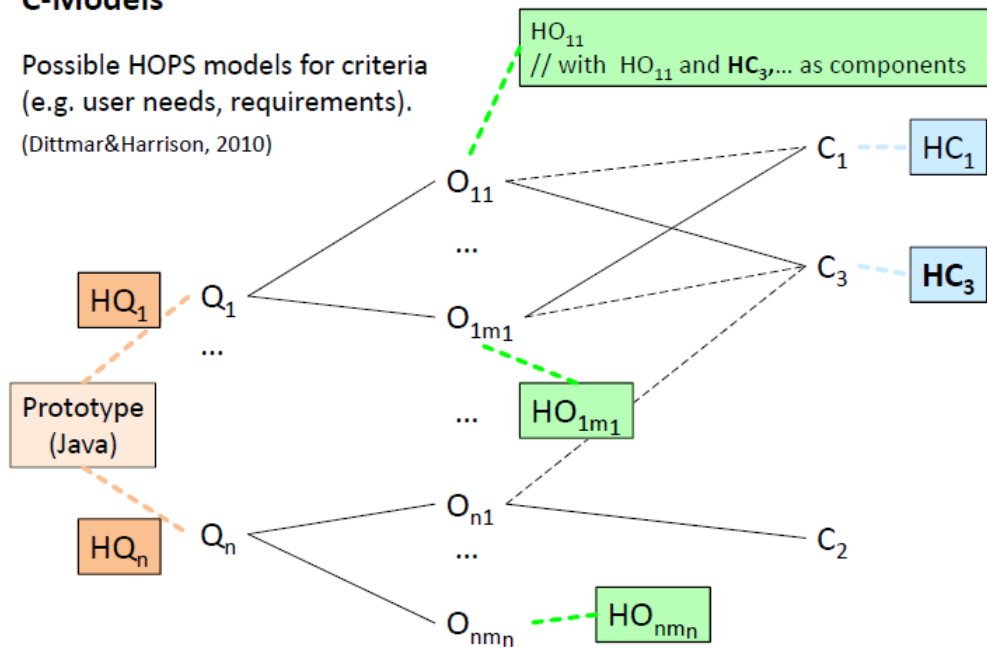 C-Models
Possible HOPS models for criteria
(e.g. user needs, requirements).
(Dittmar&Harrison, 2010)
HO₁₁
// with HO₁₁ and HC₃,... as components
C₁
HC₁
O₁₁
...
C₃
HC₃
HQ₁
Q₁
O₁ₘ₁
...
Prototype
(Java)
...
HO₁ₘ₁
Oₙ₁
HQₙ
Qₙ
...
C₂
Oₙₘₙ
HOₙₘₙ